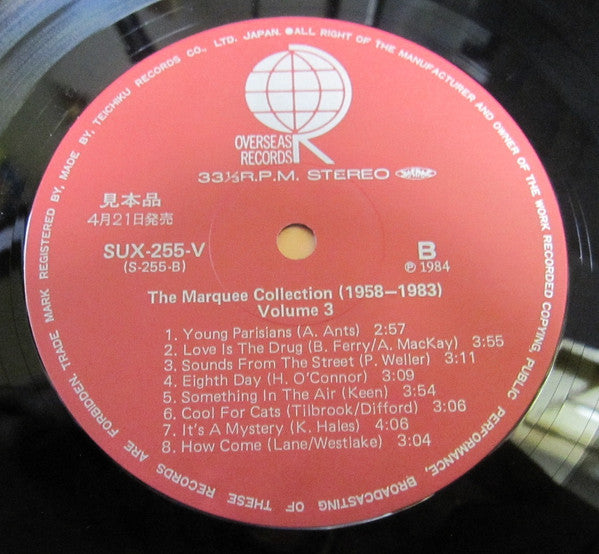 TRADE MARK REGISTERED BY, MADE BY, TEICHIKU RECORDS CO., LTD. JAPAN. ●ALL RIGHT OF THE MANUFACTURER AND OWNER OF THE WORK RECORDED COPYING, PUBLIC PERFORMANCE, BROADCASTING OF THESE RECORDS ARE FORBIDDEN.
OVERSEAS
RECORDS
33⅓R.P.M. STEREO
見本品
4月21日発売
SUX-255-V
(S-255-B)
B
Ⓟ 1984
The Marquee Collection (1958—1983)
Volume 3
1. Young Parisians (A. Ants) 2:57
2. Love Is The Drug (B. Ferry/A. MacKay) 3:55
3. Sounds From The Street (P. Weller) 3:11
4. Eighth Day (H. O'Connor) 3:09
5. Something In The Air (Keen) 3:54
6. Cool For Cats (Tilbrook/Difford) 3:06
7. It's A Mystery (K. Hales) 4:06
8. How Come (Lane/Westlake) 3:04